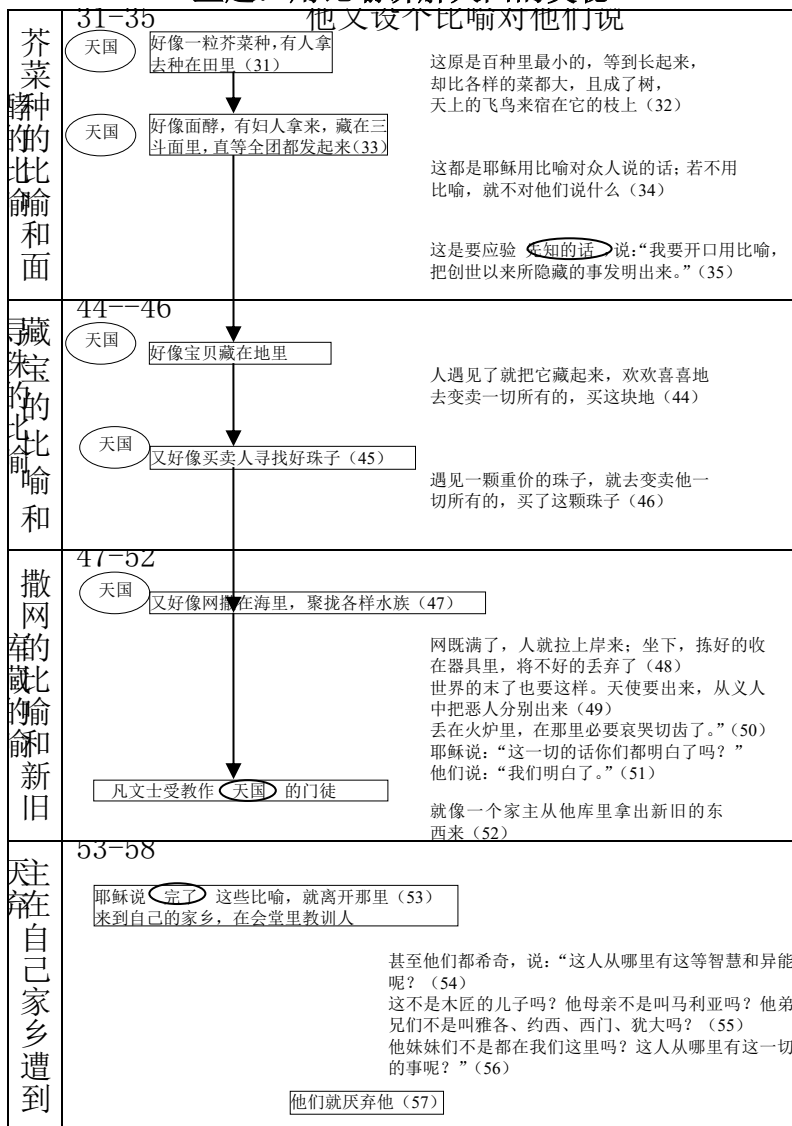 31-35
他又设个比喻对他们说
芥菜种的比喻和面
酵的比喻
天国
好像一粒芥菜种，有人拿
去种在田里（31）
这原是百种里最小的，等到长起来，
却比各样的菜都大，且成了树，
天上的飞鸟来宿在它的枝上（32）
天国
好像面酵，有妇人拿来，藏在三
斗面里，直等全团都发起来（33）
这都是耶稣用比喻对众人说的话；若不用
比喻，就不对他们说什么（34）
这是要应验 先知的话 ，说：“我要开口用比喻，
把创世以来所隐藏的事发明出来。”（35）
44--46
藏宝的比喻和
寻珠的比喻
天国
好像宝贝藏在地里
人遇见了就把它藏起来，欢欢喜喜地
去变卖一切所有的，买这块地（44）
天国
又好像买卖人寻找好珠子（45）
遇见一颗重价的珠子，就去变卖他一
切所有的，买了这颗珠子（46）
47-52
撒网的比喻和新旧
库藏的
喻
天国
又好像网撒在海里，聚拢各样水族（47）
网既满了，人就拉上岸来；坐下，拣好的收
在器具里，将不好的丢弃了（48）
世界的末了也要这样。天使要出来，从义人
中把恶人分别出来（49）
丢在火炉里，在那里必要哀哭切齿了。”（50）
耶稣说：“这一切的话你们都明白了吗？”
他们说：“我们明白了。”（51）
凡文士受教作 天国 的门徒
就像一个家主从他库里拿出新旧的东
西来（52）
53-58
主在自己家乡遭到
厌弃
耶稣说 完了 这些比喻，就离开那里（53）
来到自己的家乡，在会堂里教训人
甚至他们都希奇，说：“这人从哪里有这等智慧和异能
呢？（54）
这不是木匠的儿子吗？他母亲不是叫马利亚吗？他弟
兄们不是叫雅各、约西、西门、犹大吗？（55）
他妹妹们不是都在我们这里吗？这人从哪里有这一切
的事呢？”（56）
他们就厌弃他（57）